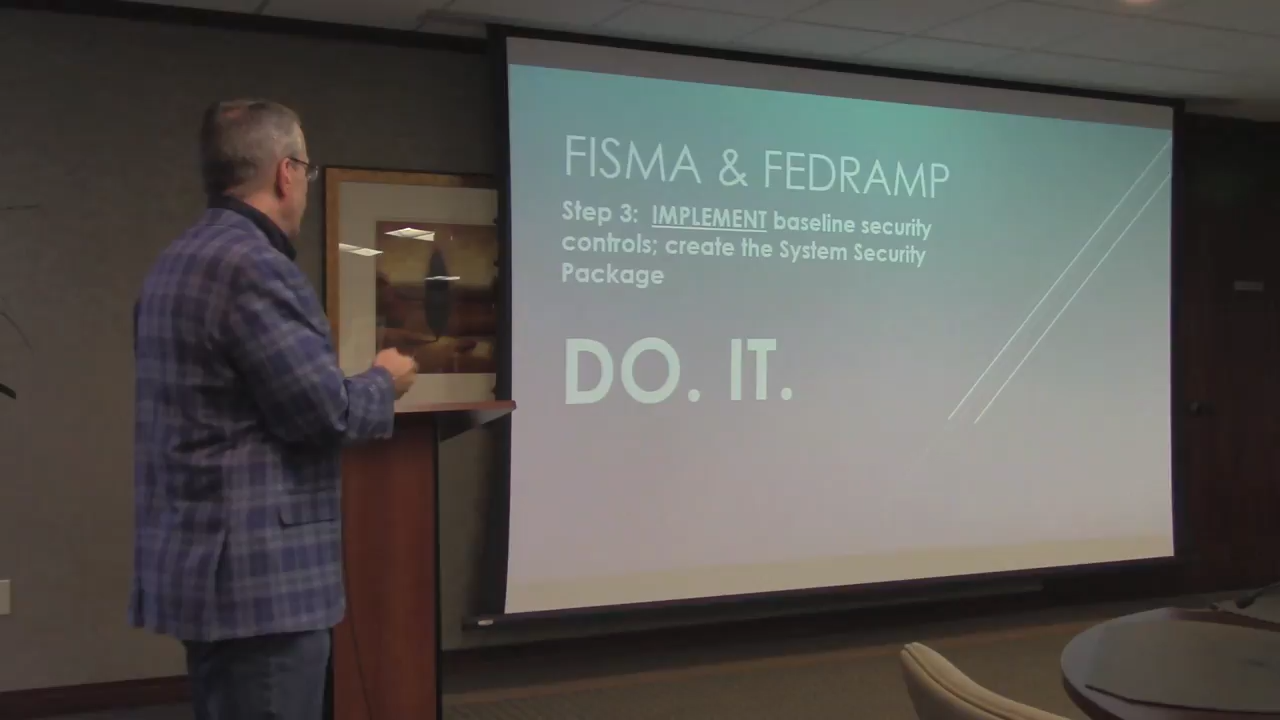 FISMA & FEDRAMP
Step 3: IMPLEMENT baseline security
controls; create the System Security
Package
DO. IT.